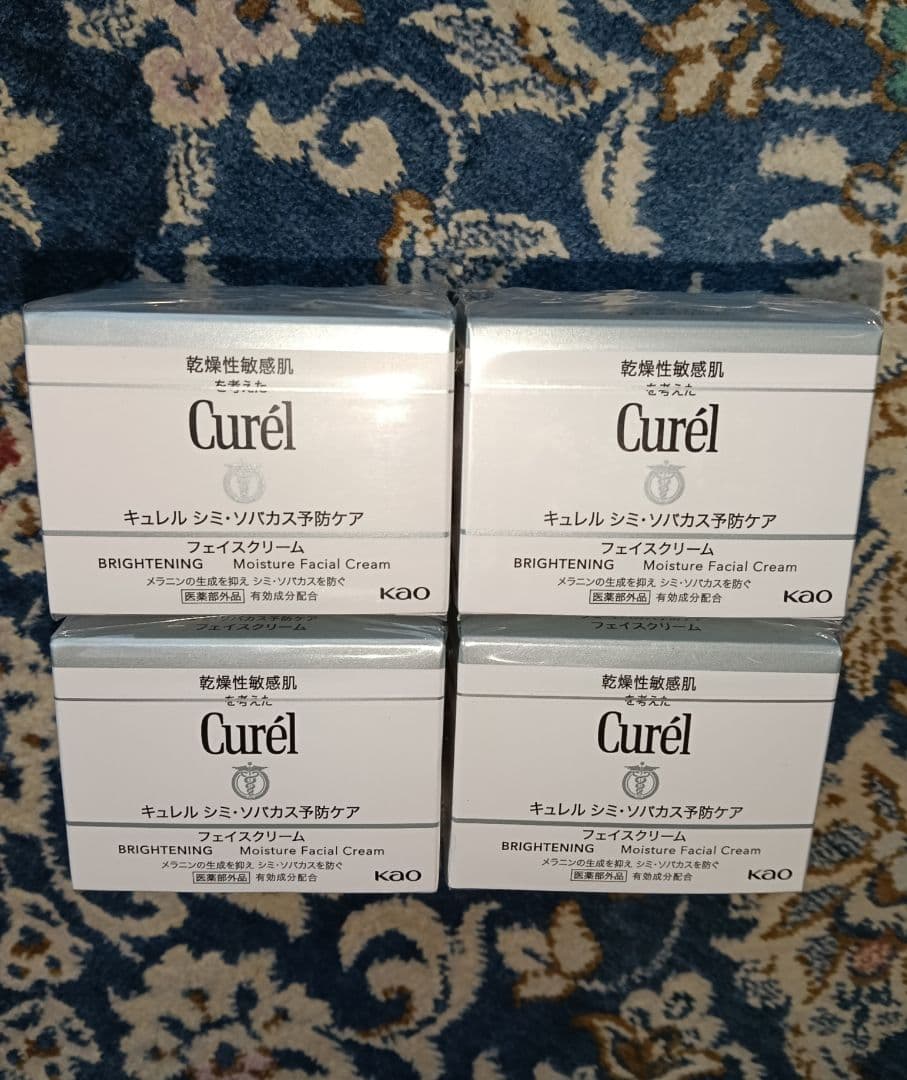 乾燥性敏感肌
を考えた
Curél
キュレル シミ・ソバカス予防ケア
フェイスクリーム
BRIGHTENING Moisture Facial Cream
メラニンの生成を抑え シミ・ソバカスを防ぐ
医薬部外品 有効成分配合
Kao
乾燥性敏感肌
を考えた
Curél
キュレル シミ・ソバカス予防ケア
フェイスクリーム
BRIGHTENING Moisture Facial Cream
メラニンの生成を抑え シミ・ソバカスを防ぐ
医薬部外品 有効成分配合
Kao
フェイスクリーム
乾燥性敏感肌
を考えた
Curél
キュレル シミ・ソバカス予防ケア
フェイスクリーム
BRIGHTENING Moisture Facial Cream
メラニンの生成を抑え シミ・ソバカスを防ぐ
医薬部外品 有効成分配合
Kao
フェイスクリーム
乾燥性敏感肌
を考えた
Curél
キュレル シミ・ソバカス予防ケア
フェイスクリーム
BRIGHTENING Moisture Facial Cream
メラニンの生成を抑え シミ・ソバカスを防ぐ
医薬部外品 有効成分配合
Kao